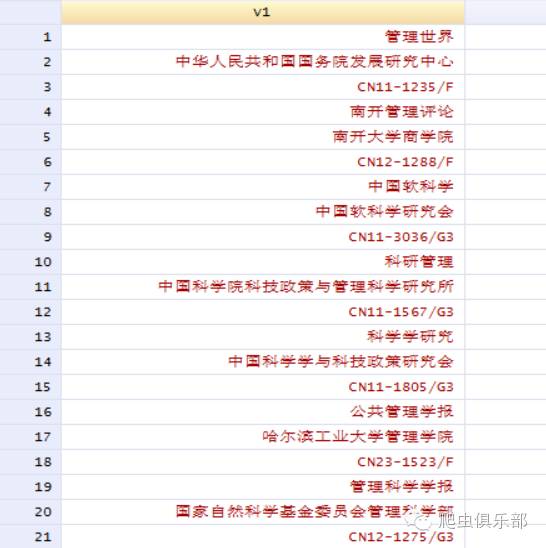 v1
1 管理世界
2 中华人民共和国国务院发展研究中心
3 CN11-1235/F
4 南开管理评论
5 南开大学商学院
6 CN12-1288/F
7 中国软科学
8 中国软科学研究会
9 CN11-3036/G3
10 科研管理
11 中国科学院科技政策与管理科学研究所
12 CN11-1567/G3
13 科学学研究
14 中国科学学与科技政策研究会
15 CN11-1805/G3
16 公共管理学报
17 哈尔滨工业大学管理学院
18 CN23-1523/F
19 管理科学学报
20 国家自然科学基金委员会管理科学部
21 CN12-1275/G3
爬虫俱乐部